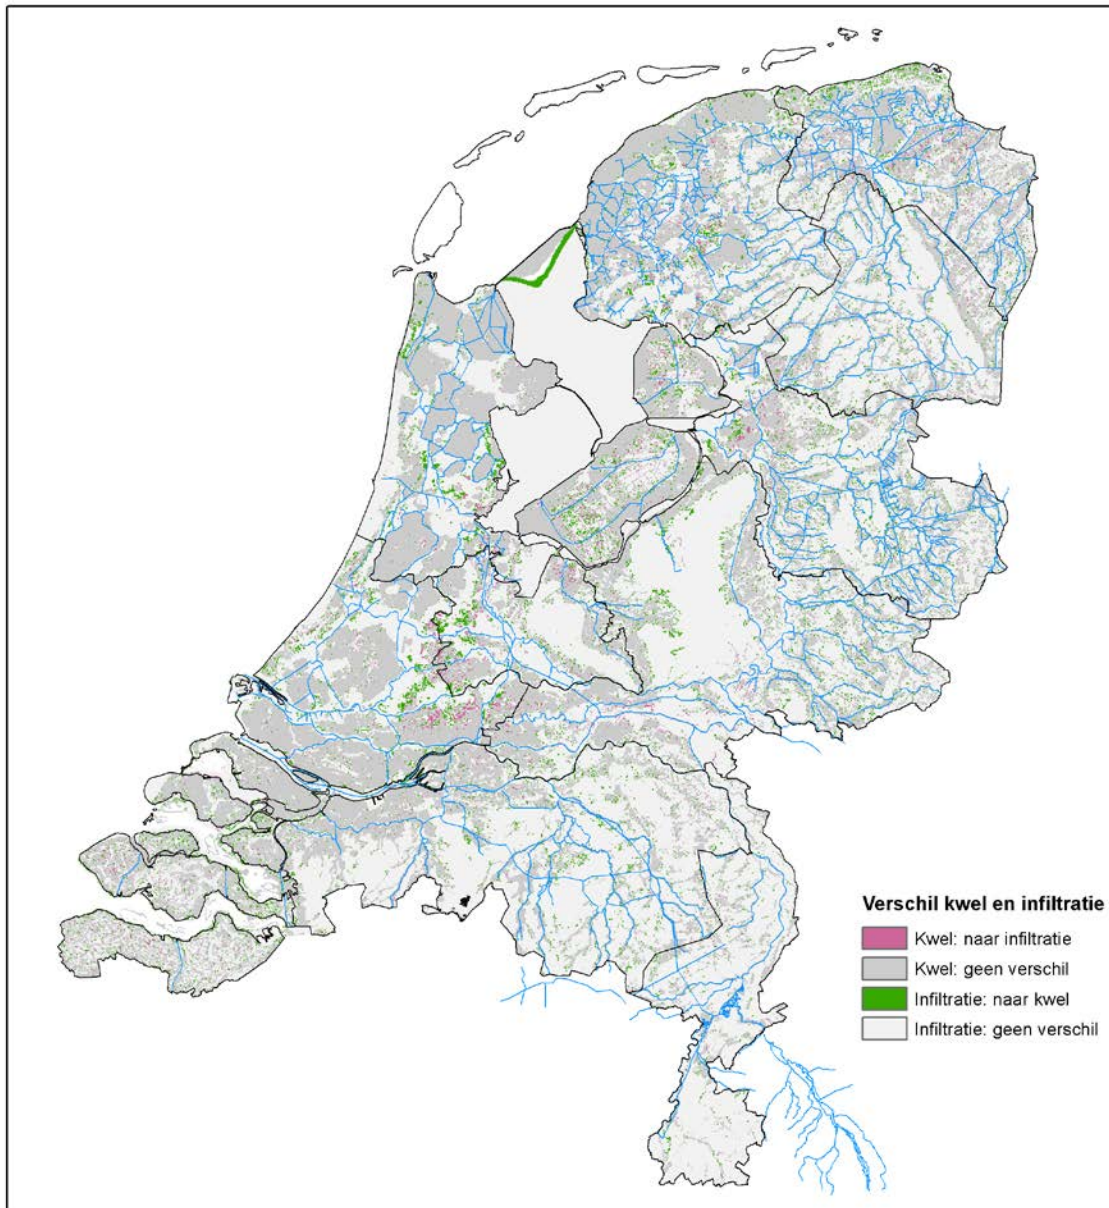 Verschil kwel en infiltratie
Kwel: naar infiltratie
Kwel: geen verschil
Infiltratie: naar kwel
Infiltratie: geen verschil